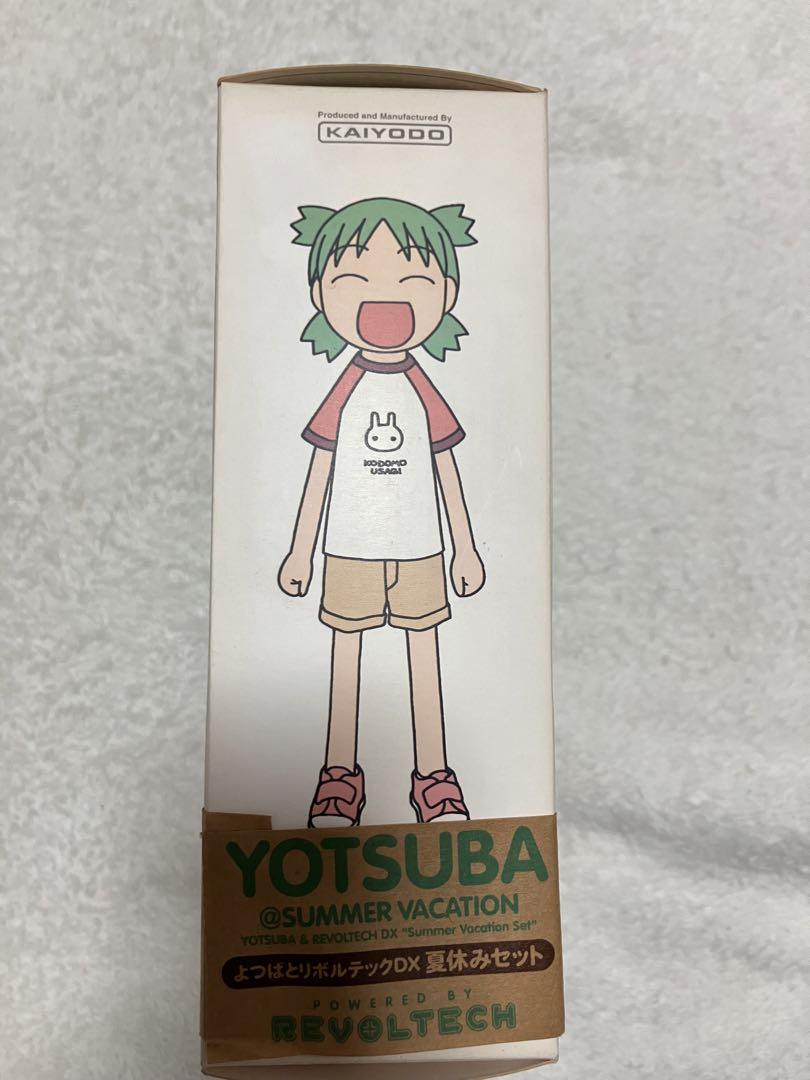 Produced and Manufactured By
KAIYODO
KODOMO
USAGI
YOTSUBA
@SUMMER VACATION
YOTSUBA & REVOLTECH DX "Summer Vacation Set"
よつばとリボルテックDX 夏休みセット
POWERED BY
REVOLTECH